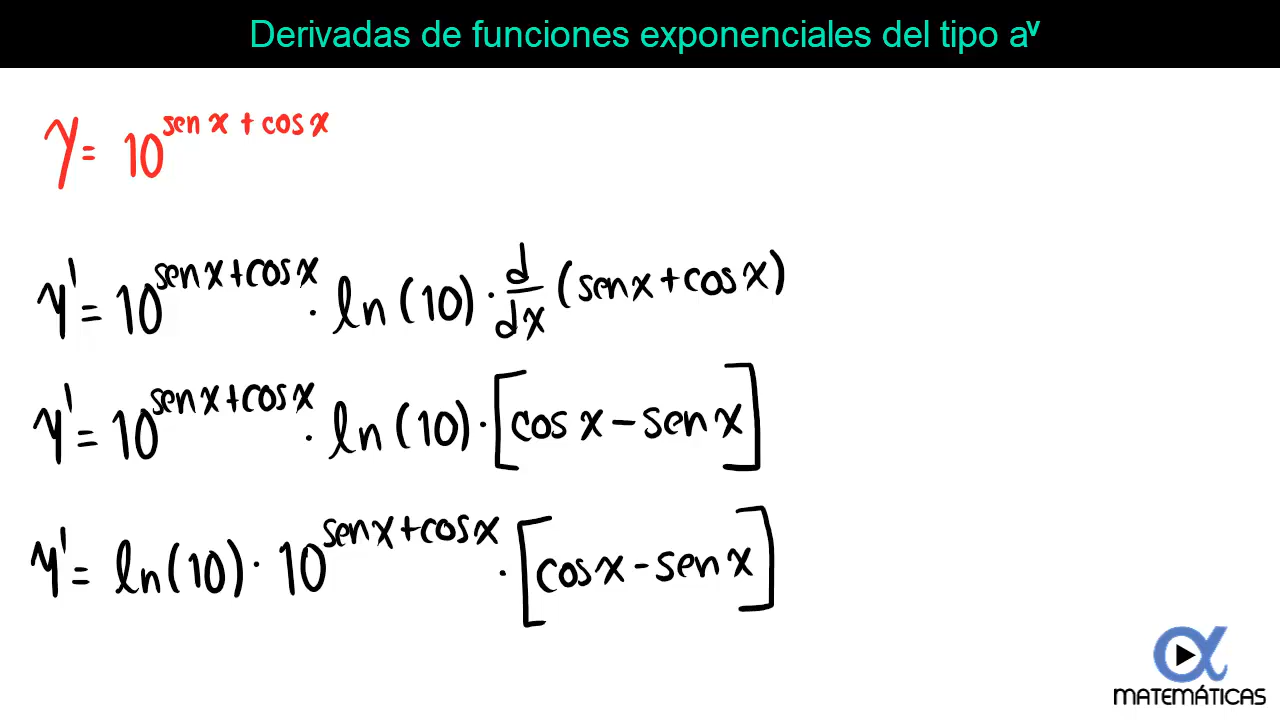 Derivadas de funciones exponenciales del tipo aᵛ
y = 10^(sen x + cos x)
y' = 10^(sen x + cos x) · ln (10) · d/dx (sen x + cos x)
y' = 10^(sen x + cos x) · ln (10) · [cos x - sen x]
y' = ln (10) · 10^(sen x + cos x) · [cos x - sen x]
MATEMÁTICAS